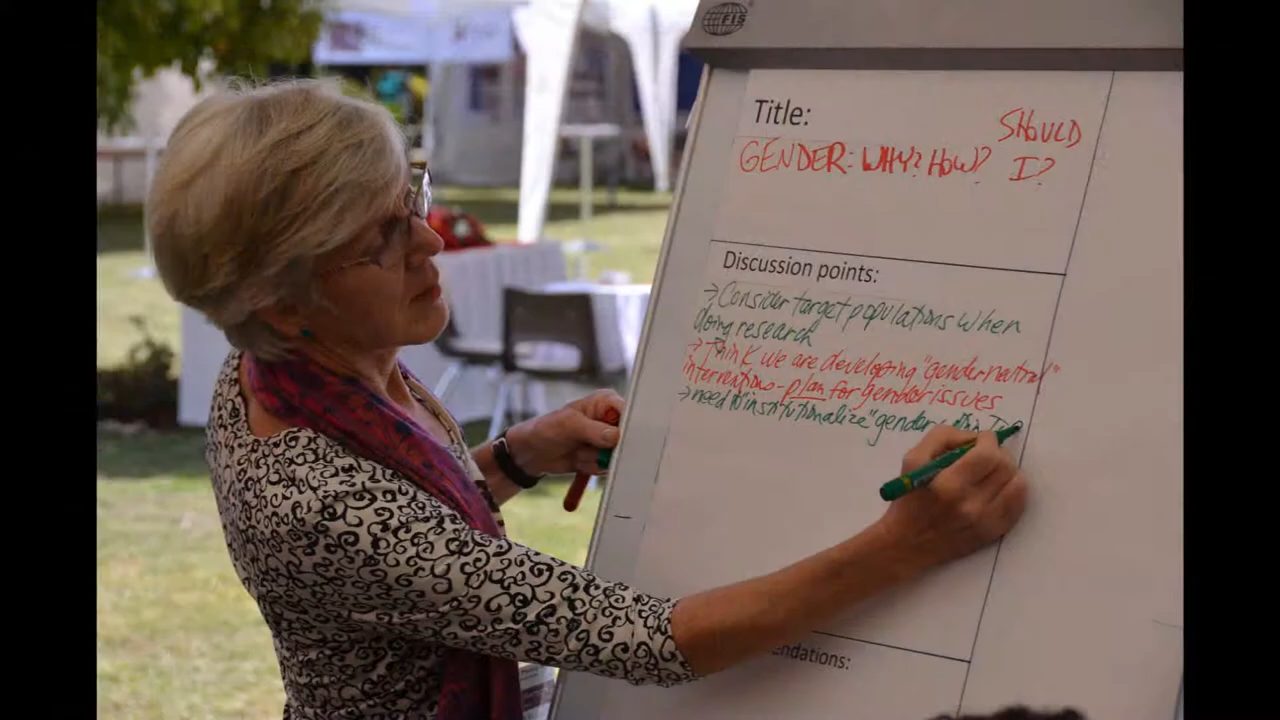 FIS
Title:
SHOULD
GENDER: WHY? HOW? I?
Discussion points:
→Consider target populations when
doing research
→Think we are developing "gender neutral"
interventions - plan for gender issues
→need to institutionalize "gender
endations: